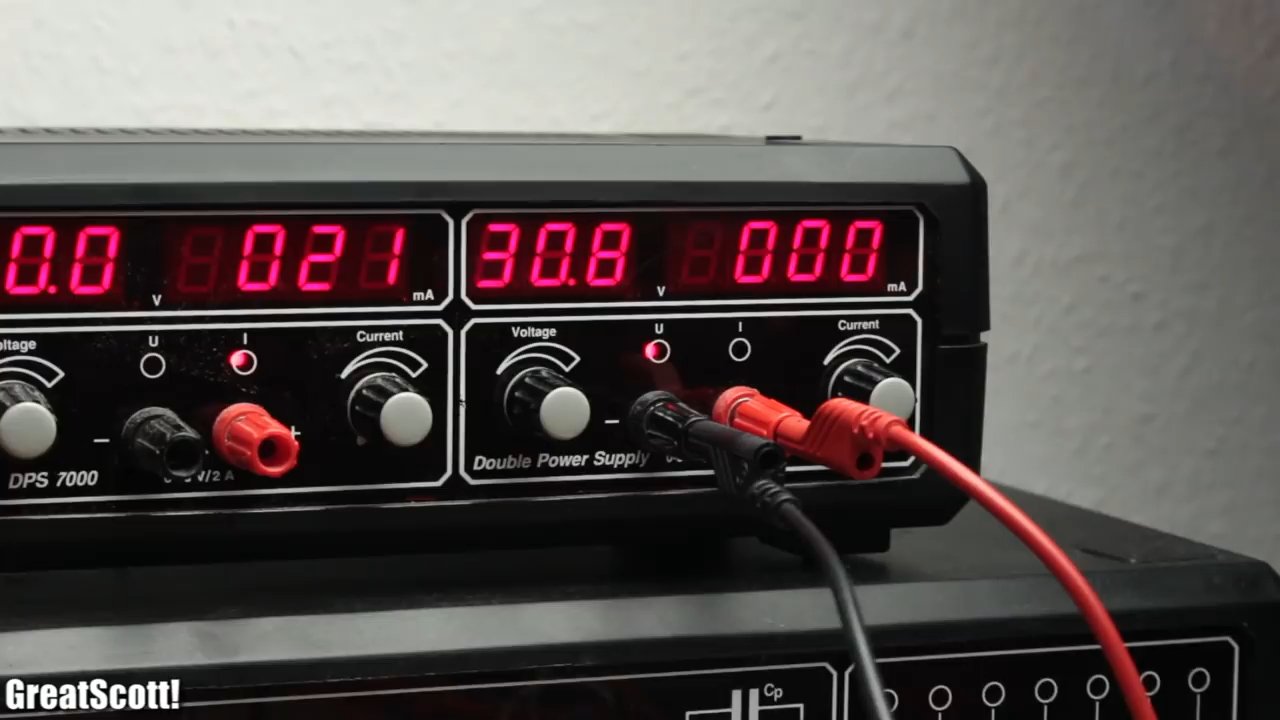 0.0 V 021 mA 30.8 V 000 mA
oltage U I Current Voltage U I Current
− + −
DPS 7000 V/2 A Double Power Supply
Cp
GreatScott!